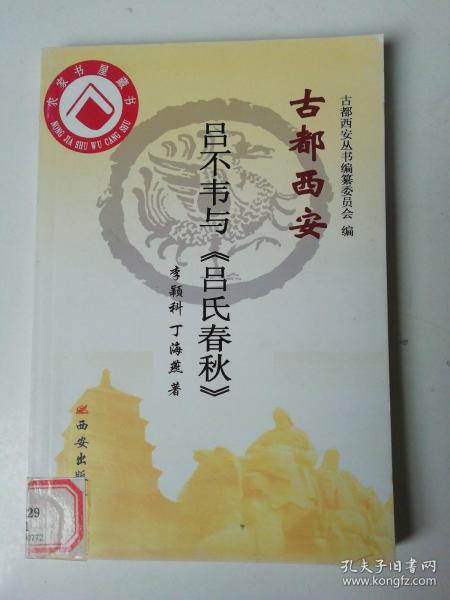 农家书屋藏书
NONG JIA SHU WU CANG SHU
古都西安丛书编纂委员会 编
古都西安
吕不韦与《吕氏春秋》
李颖科 丁海燕 著
西安出版
29
0772
孔夫子旧书网
www.kongfz.com